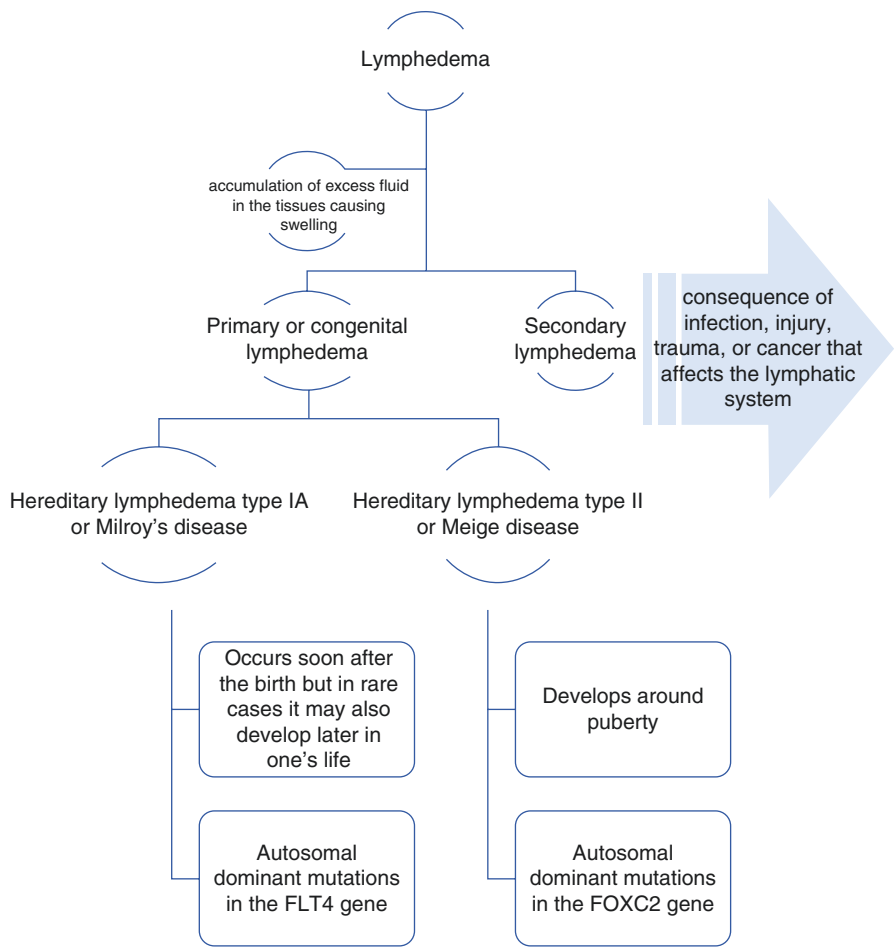 Lymphedema
accumulation of excess fluid
in the tissues causing
swelling
Primary or congenital
lymphedema
Secondary
lymphedema
consequence of
infection, injury,
trauma, or cancer that
affects the lymphatic
system
Hereditary lymphedema type IA
or Milroy’s disease
Hereditary lymphedema type II
or Meige disease
Occurs soon after
the birth but in rare
cases it may also
develop later in
one’s life
Develops around
puberty
Autosomal
dominant mutations
in the FLT4 gene
Autosomal
dominant mutations
in the FOXC2 gene